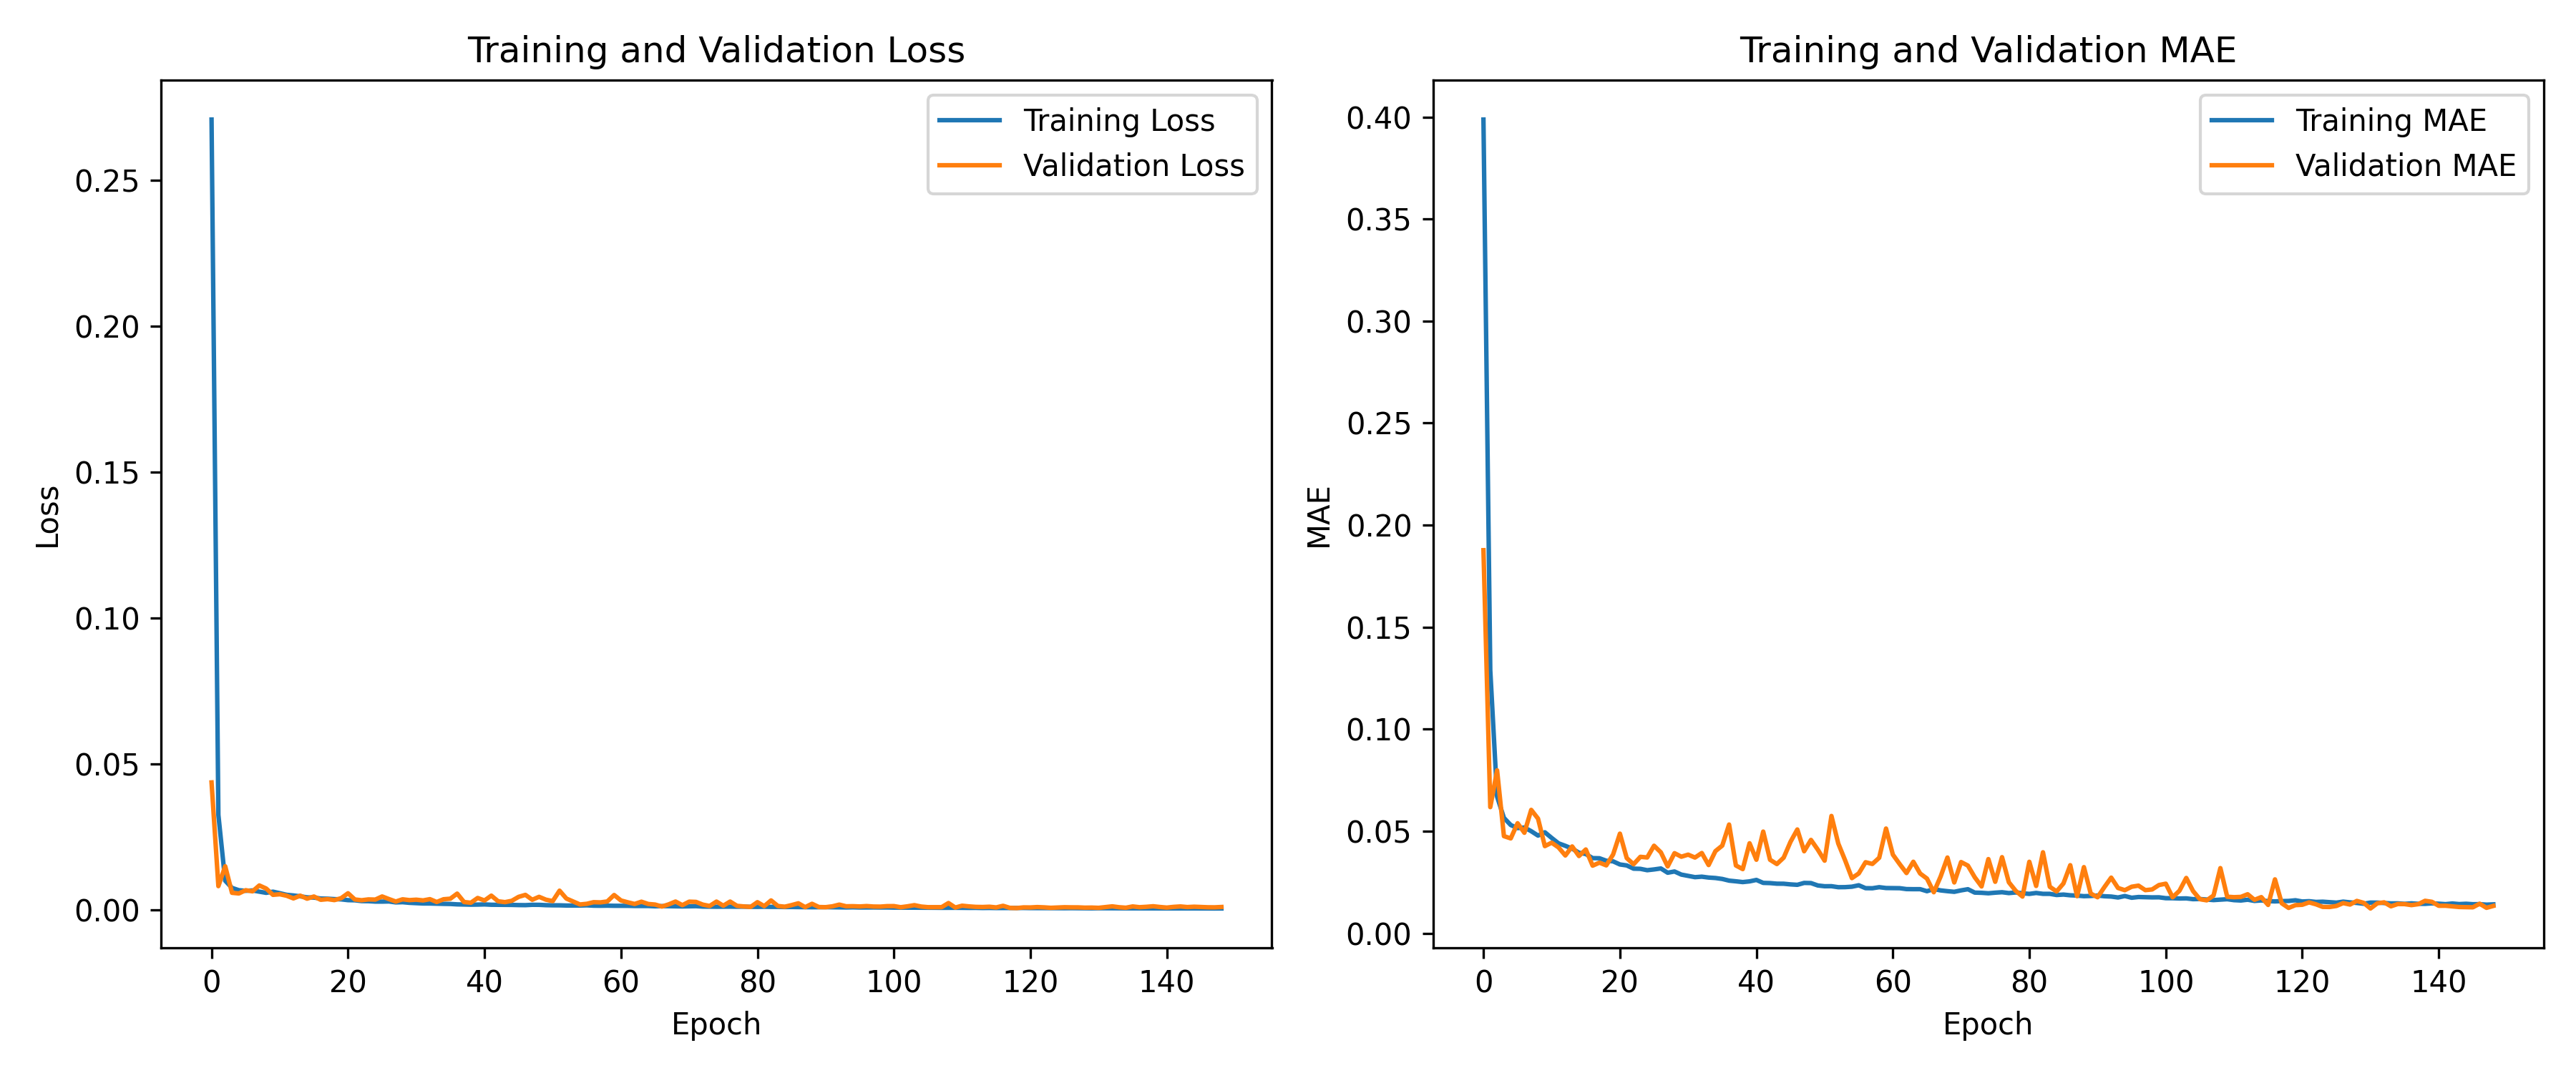 Training and Validation Loss
Training Loss
Validation Loss
0.25
0.20
0.15
0.10
0.05
0.00
Loss
0 20 40 60 80 100 120 140
Epoch
Training and Validation MAE
Training MAE
Validation MAE
0.40
0.35
0.30
0.25
0.20
0.15
0.10
0.05
0.00
MAE
0 20 40 60 80 100 120 140
Epoch